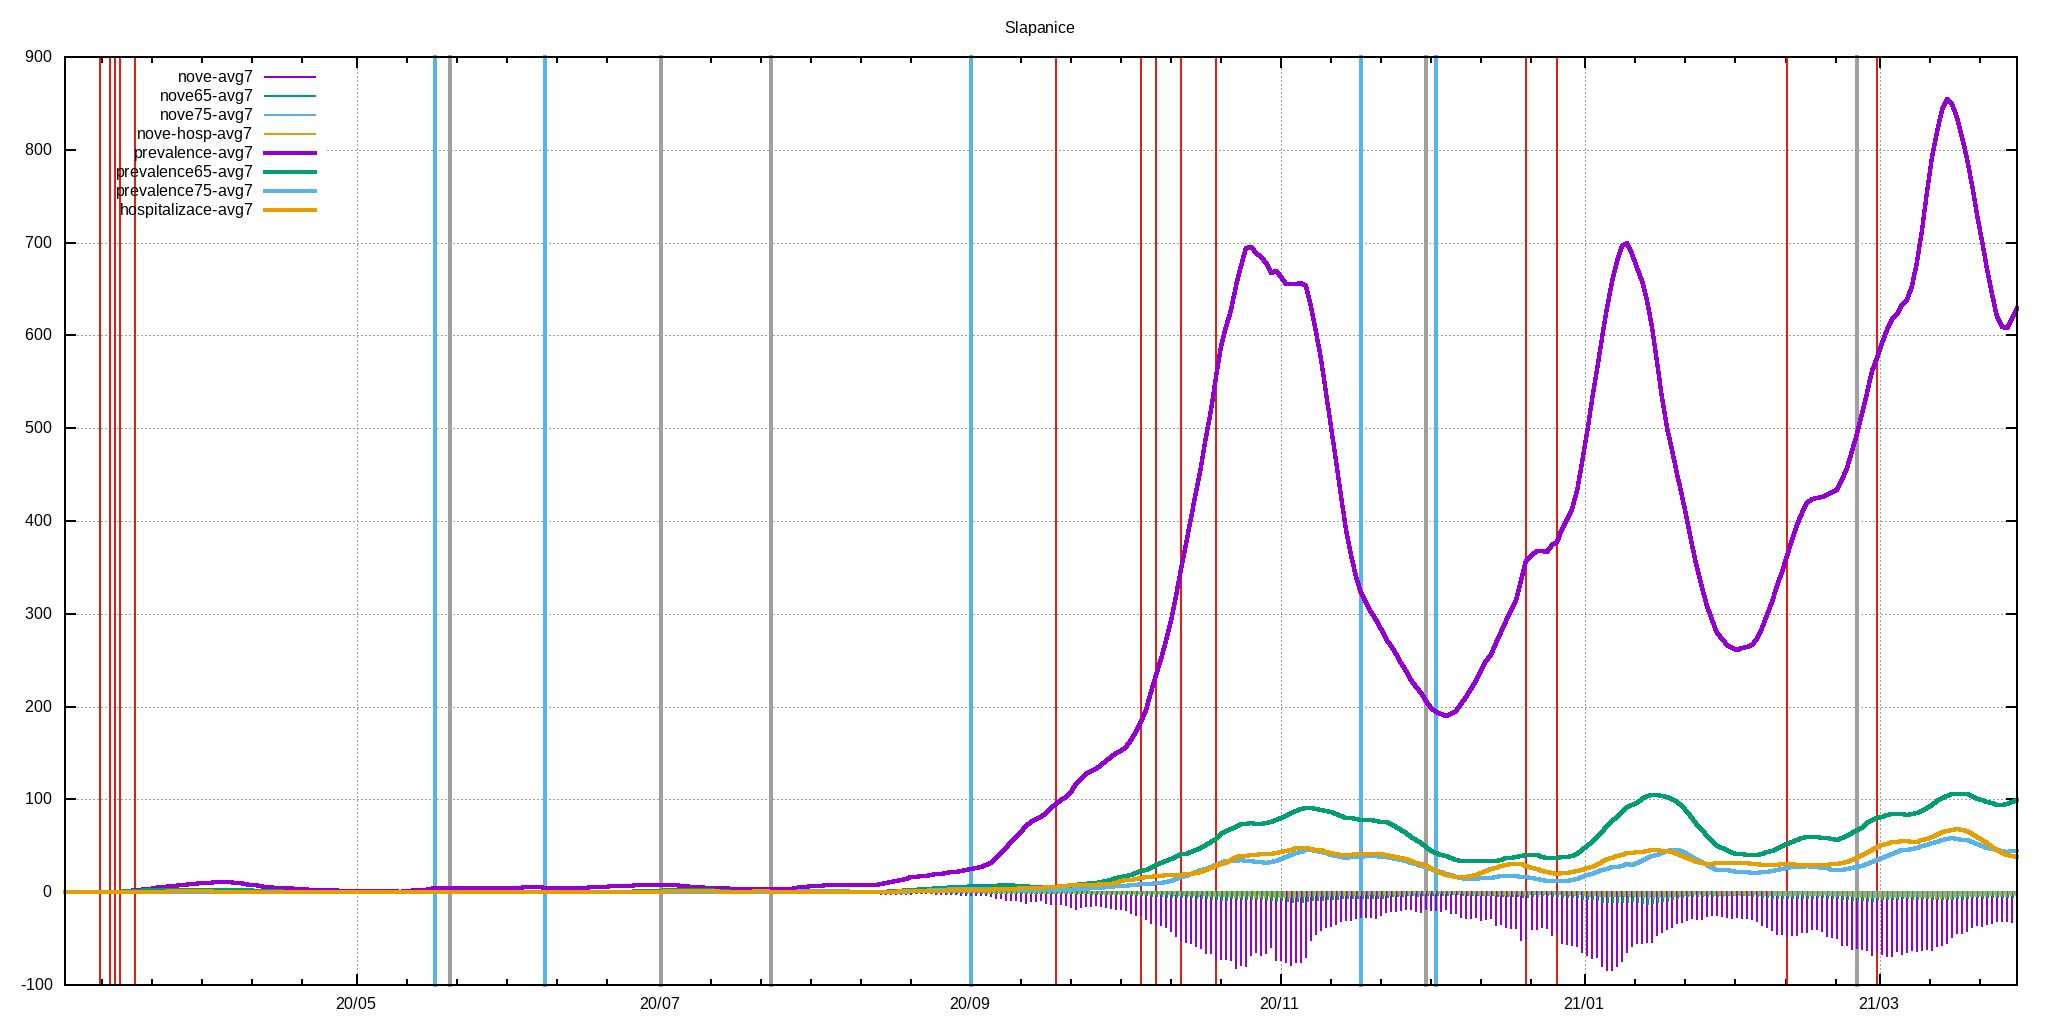 Slapanice
900
800
700
600
500
400
300
200
100
0
-100
nove-avg7
nove65-avg7
nove75-avg7
nove-hosp-avg7
prevalence-avg7
prevalence65-avg7
prevalence75-avg7
hospitalizace-avg7
20/05 20/07 20/09 20/11 21/01 21/03